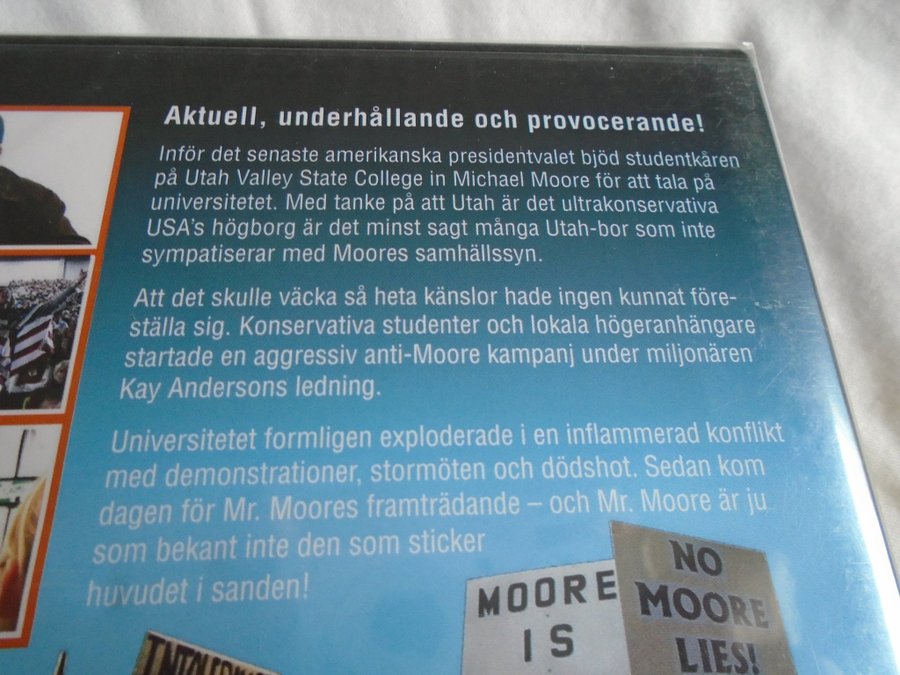 Aktuell, underhållande och provocerande!
Inför det senaste amerikanska presidentvalet bjöd studentkåren
på Utah Valley State College in Michael Moore för att tala på
universitetet. Med tanke på att Utah är det ultrakonservativa
USA's högborg är det minst sagt många Utah-bor som inte
sympatiserar med Moores samhällssyn.
Att det skulle väcka så heta känslor hade ingen kunnat före-
ställa sig. Konservativa studenter och lokala högeranhängare
startade en aggressiv anti-Moore kampanj under miljonären
Kay Andersons ledning.
Universitetet formligen exploderade i en inflammerad konflikt
med demonstrationer, stormöten och dödshot. Sedan kom
dagen för Mr. Moores framträdande – och Mr. Moore är ju
som bekant inte den som sticker
huvudet i sanden!
MOORE
IS
NO
MOORE
LIES!